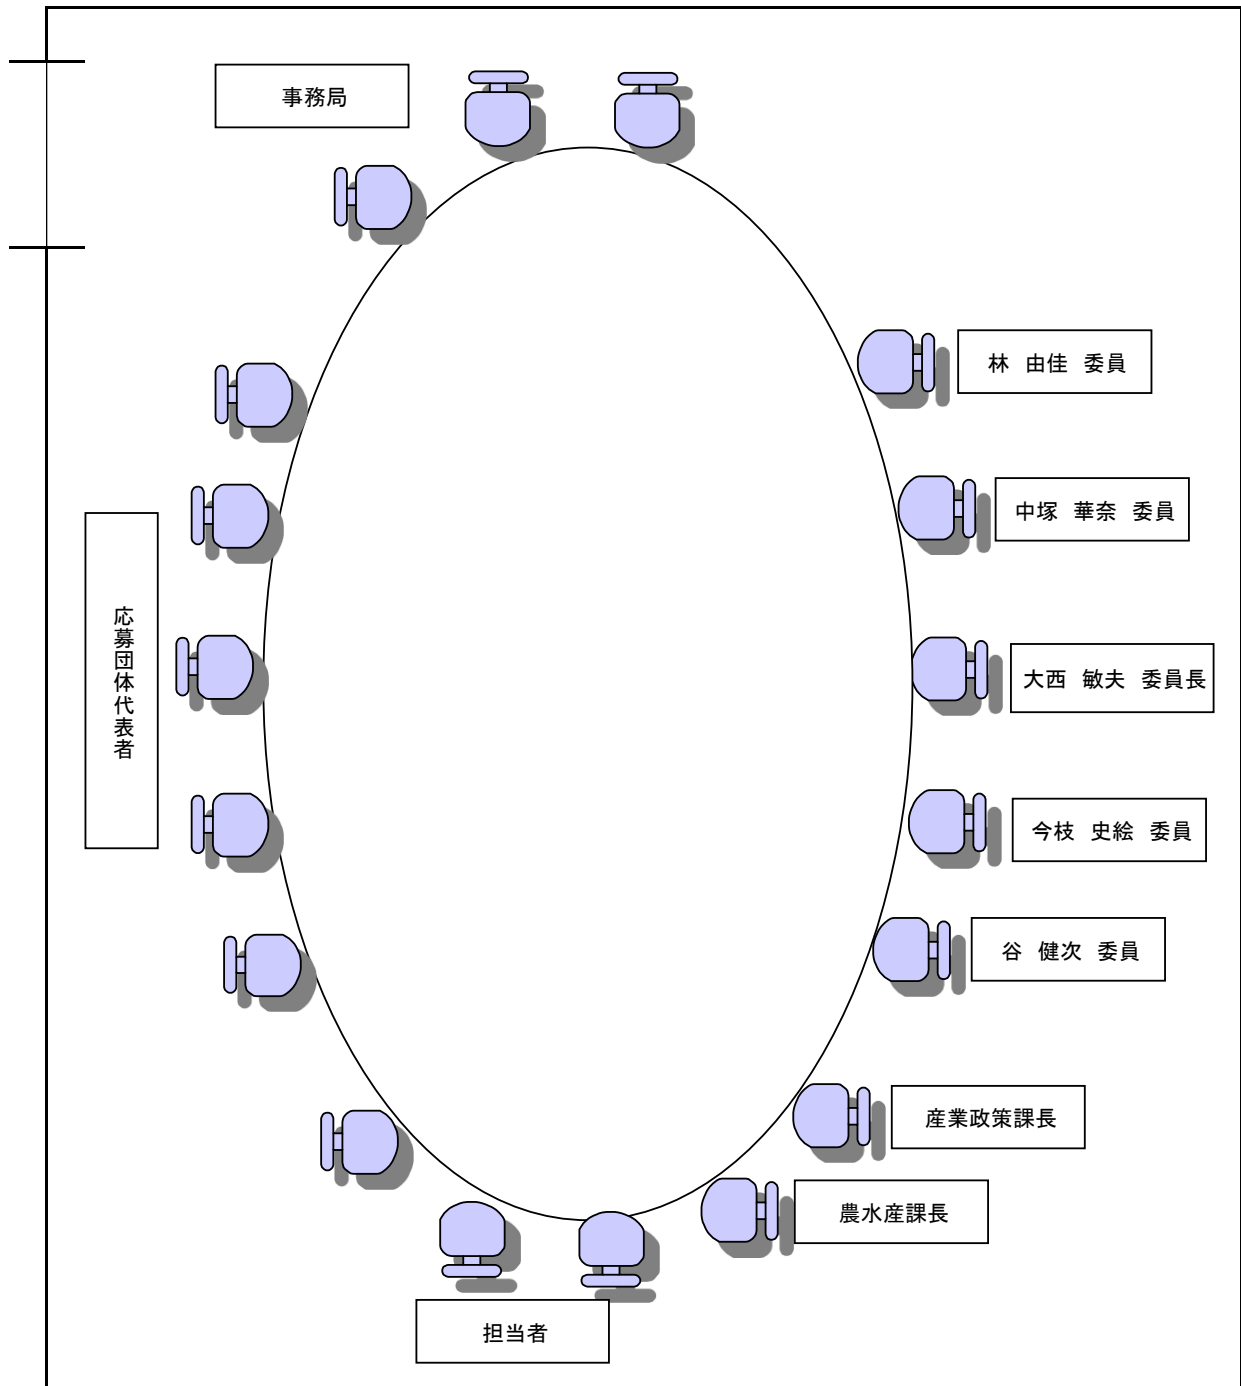 事務局
林 由佳 委員
中塚 華奈 委員
応募団体代表者
大西 敏夫 委員長
今枝 史絵 委員
谷 健次 委員
産業政策課長
農水産課長
担当者